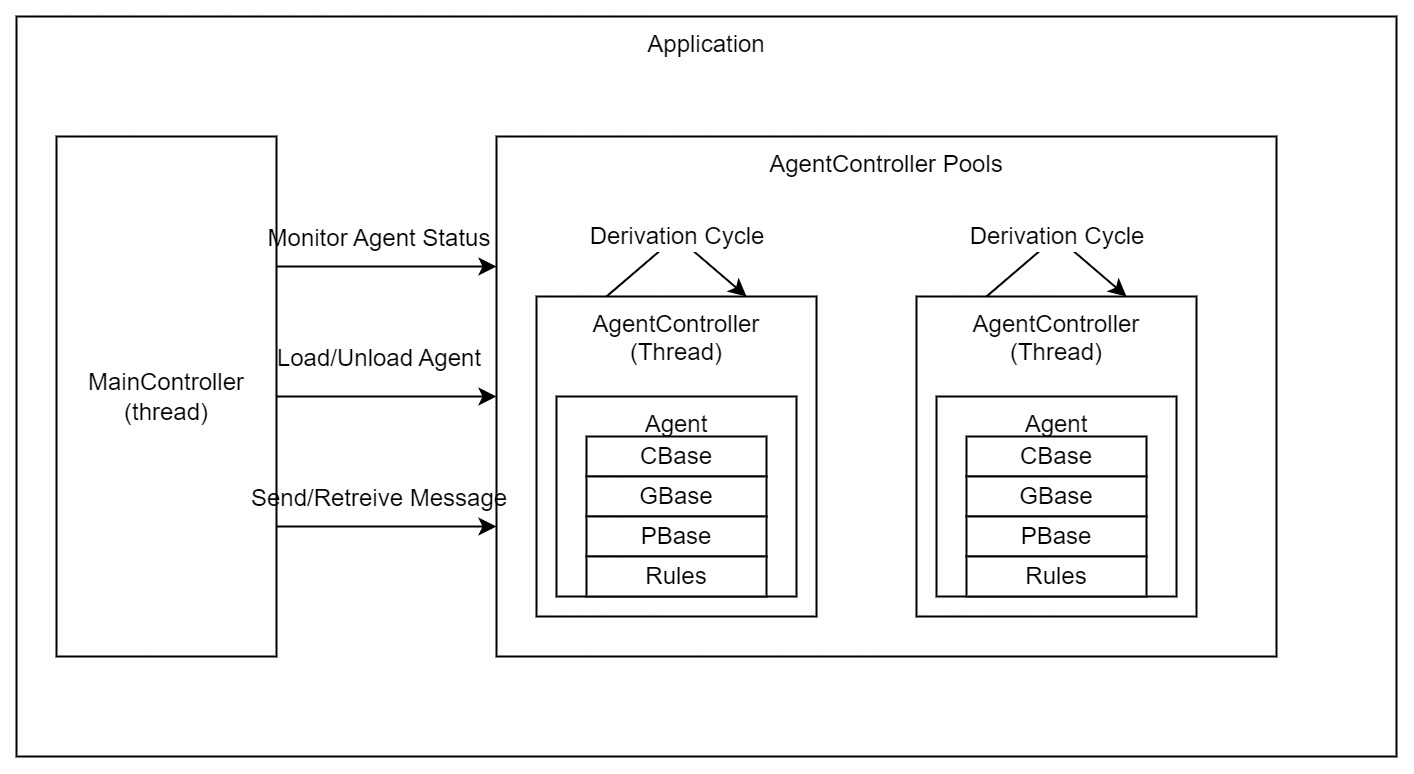 Application
MainController
(thread)
Monitor Agent Status
Load/Unload Agent
Send/Retreive Message
AgentController Pools
Derivation Cycle
AgentController
(Thread)
Agent
CBase
GBase
PBase
Rules
Derivation Cycle
AgentController
(Thread)
Agent
CBase
GBase
PBase
Rules